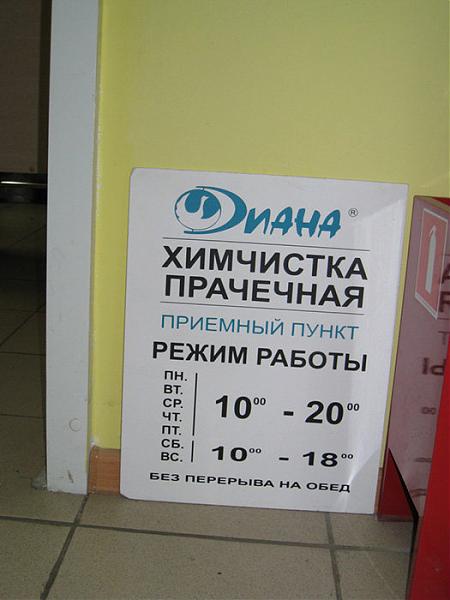 Диана ®
ХИМЧИСТКА
ПРАЧЕЧНАЯ
ПРИЕМНЫЙ ПУНКТ
РЕЖИМ РАБОТЫ
ПН.
ВТ.
СР.
ЧТ.
ПТ.
10⁰⁰ - 20⁰⁰
СБ.
ВС.
10⁰⁰ - 18⁰⁰
БЕЗ ПЕРЕРЫВА НА ОБЕД